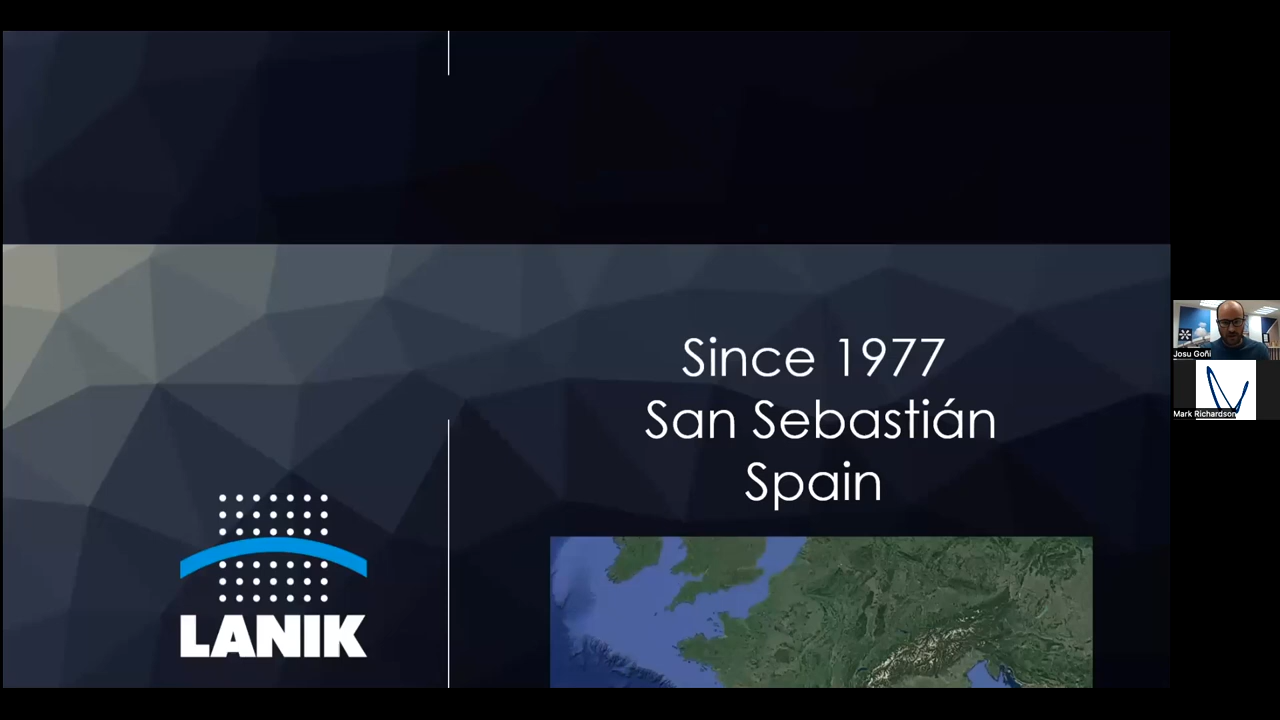 Since 1977
San Sebastián
Spain
LANIK
Josu Goñi
Mark Richardson